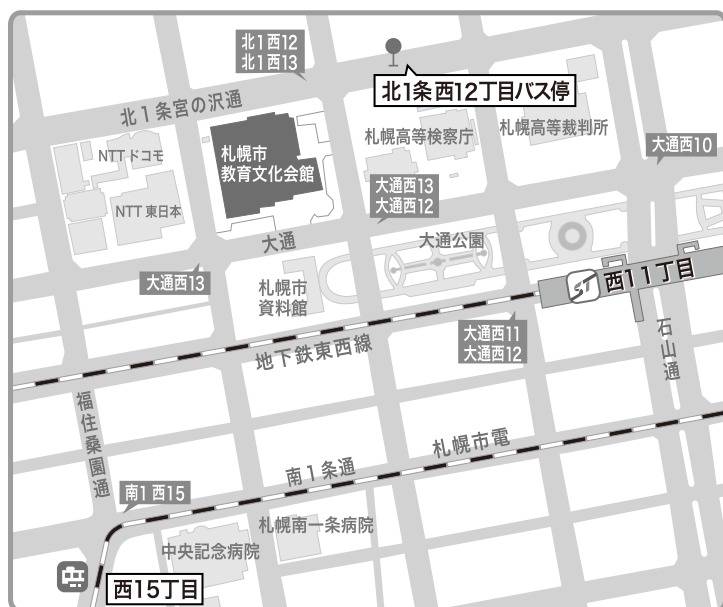 北1西12
北1西13
北1条西12丁目バス停
北1条宮の沢通
札幌高等検察庁
札幌高等裁判所
NTTドコモ
札幌市
教育文化会館
大通西10
大通西13
大通西12
NTT東日本
大通
大通公園
大通西13
札幌市
資料館
ST
西11丁目
大通西11
大通西12
地下鉄東西線
石山通
福住桑園通
札幌市電
南1条通
南1西15
札幌南一条病院
中央記念病院
西15丁目